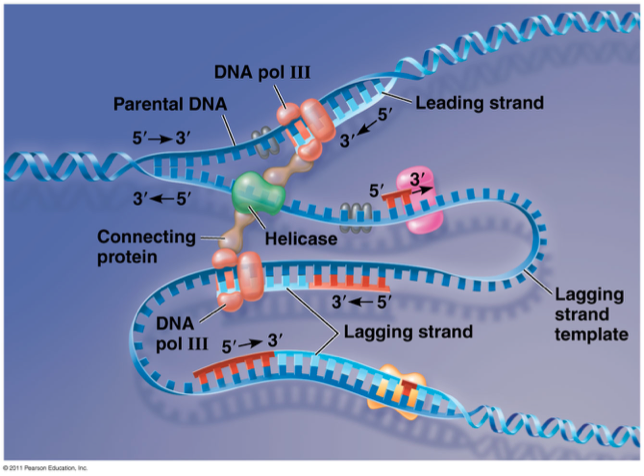 DNA pol III
Parental DNA
Leading strand
5′→3′
3′←5′
3′←5′
5′→3′
Connecting
protein
Helicase
3′←5′
Lagging
strand
template
DNA
pol III
Lagging strand
5′→3′
© 2011 Pearson Education, Inc.